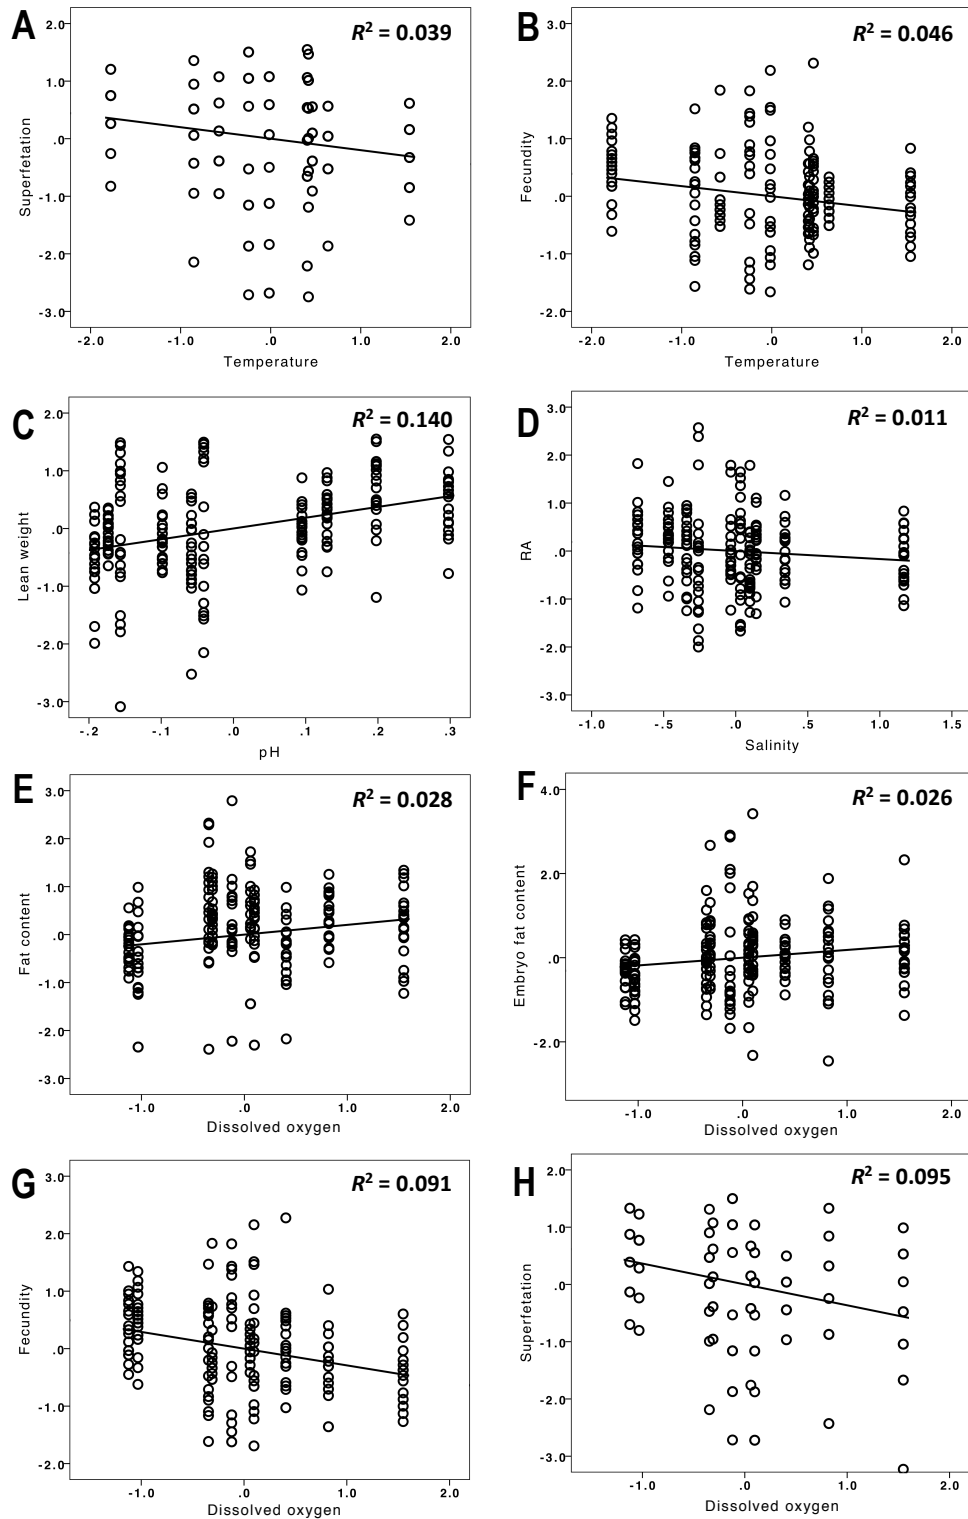 A
R² = 0.039
2.0
1.0
.0
-1.0
-2.0
-3.0
Superfetation
-2.0 -1.0 .0 1.0 2.0
Temperature
B
R² = 0.046
3.0
1.0
.0
-2.0
Fecundity
-2.0 -1.0 .0 1.0 2.0
Temperature
C
R² = 0.140
2.0
1.0
.0
-1.0
-2.0
-3.0
Lean weight
-.2 -.1 .0 .1 .2 .3
pH
D
R² = 0.011
3.0
2.0
1.0
.0
-1.0
-2.0
-3.0
RA
-1.0 -.5 .0 .5 1.0 1.5
Salinity
E
R² = 0.028
3.0
2.0
1.0
.0
-1.0
-2.0
-3.0
Fat content
-1.0 .0 1.0 2.0
Dissolved oxygen
F
R² = 0.026
4.0
2.0
.0
-2.0
Embryo fat content
-1.0 .0 1.0 2.0
Dissolved oxygen
G
R² = 0.091
3.0
2.0
1.0
.0
-1.0
-2.0
Fecundity
-1.0 .0 1.0 2.0
Dissolved oxygen
H
R² = 0.095
2.0
1.0
.0
-1.0
-3.0
Superfetation
-1.0 .0 1.0 2.0
Dissolved oxygen